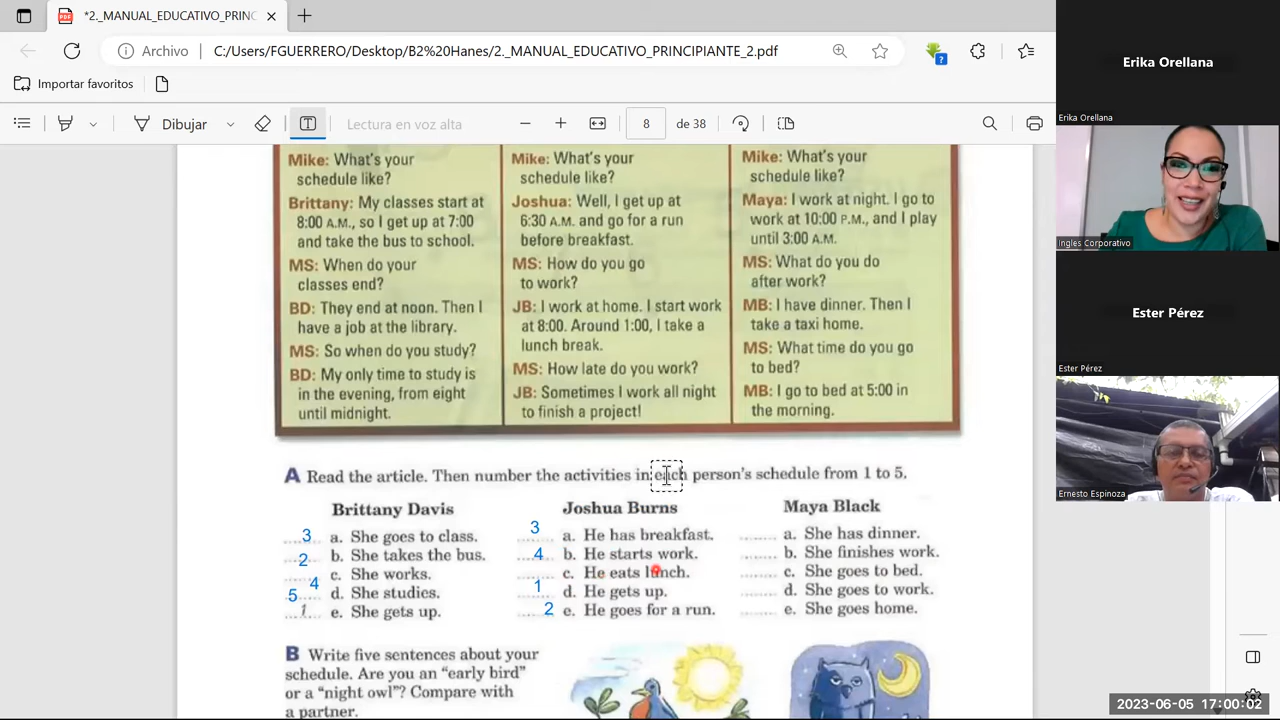 *2._MANUAL_EDUCATIVO_PRINC
Archivo
C:/Users/FGUERRERO/Desktop/B2%20Hanes/2._MANUAL_EDUCATIVO_PRINCIPIANTE_2.pdf
Importar favoritos
Dibujar
Lectura en voz alta
8
de 38
Mike: What's your
schedule like?
Brittany: My classes start at
8:00 A.M., so I get up at 7:00
and take the bus to school.
MS: When do your
classes end?
BD: They end at noon. Then I
have a job at the library.
MS: So when do you study?
BD: My only time to study is
in the evening, from eight
until midnight.
Mike: What's your
schedule like?
Joshua: Well, I get up at
6:30 A.M. and go for a run
before breakfast.
MS: How do you go
to work?
JB: I work at home. I start work
at 8:00. Around 1:00, I take a
lunch break.
MS: How late do you work?
JB: Sometimes I work all night
to finish a project!
Mike: What's your
schedule like?
Maya: I work at night. I go to
work at 10:00 P.M., and I play
until 3:00 A.M.
MS: What do you do
after work?
MB: I have dinner. Then I
take a taxi home.
MS: What time do you go
to bed?
MB: I go to bed at 5:00 in
the morning.
A Read the article. Then number the activities in each person's schedule from 1 to 5.
Brittany Davis
3 a. She goes to class.
2 b. She takes the bus.
4 c. She works.
5 d. She studies.
1 e. She gets up.
Joshua Burns
3 a. He has breakfast.
4 b. He starts work.
c. He eats lunch.
1 d. He gets up.
2 e. He goes for a run.
Maya Black
a. She has dinner.
b. She finishes work.
c. She goes to bed.
d. She goes to work.
e. She goes home.
B Write five sentences about your
schedule. Are you an "early bird"
or a "night owl"? Compare with
a partner.
Erika Orellana
Erika Orellana
Ingles Corporativo
Ester Pérez
Ester Pérez
Ernesto Espinoza
2023-06-05 17:00:02